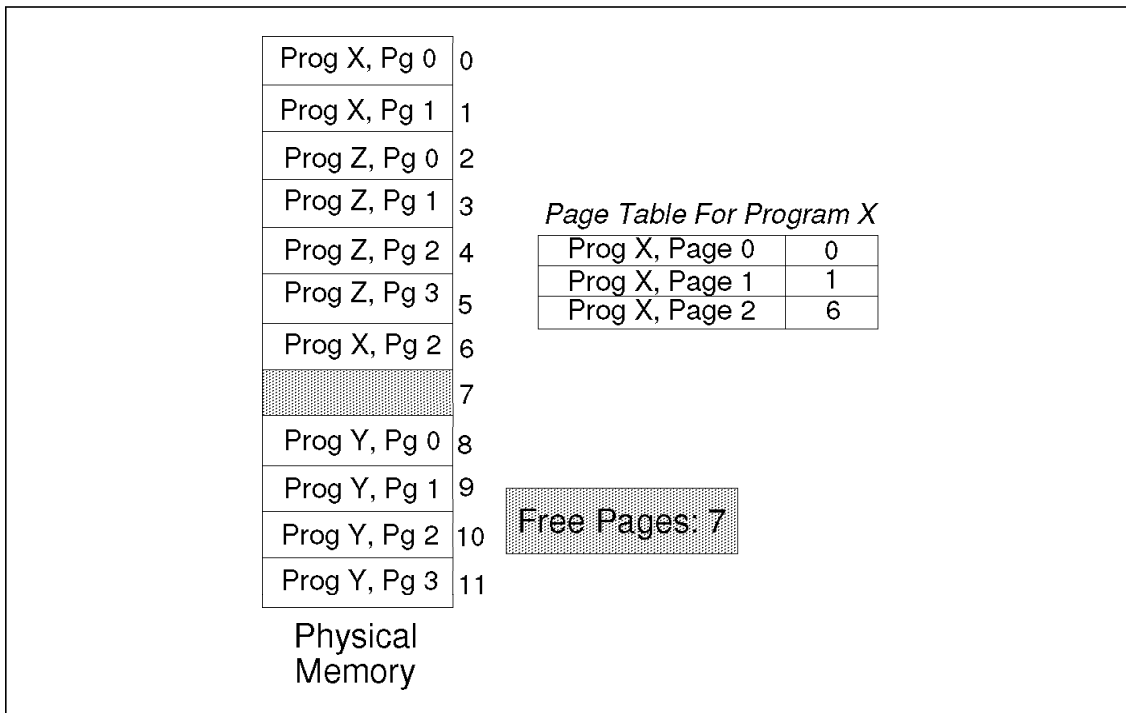 Prog X, Pg 0 0
Prog X, Pg 1 1
Prog Z, Pg 0 2
Prog Z, Pg 1 3
Prog Z, Pg 2 4
Prog Z, Pg 3 5
Prog X, Pg 2 6
7
Prog Y, Pg 0 8
Prog Y, Pg 1 9
Prog Y, Pg 2 10
Prog Y, Pg 3 11
Physical
Memory
Page Table For Program X
Prog X, Page 0 0
Prog X, Page 1 1
Prog X, Page 2 6
Free Pages: 7